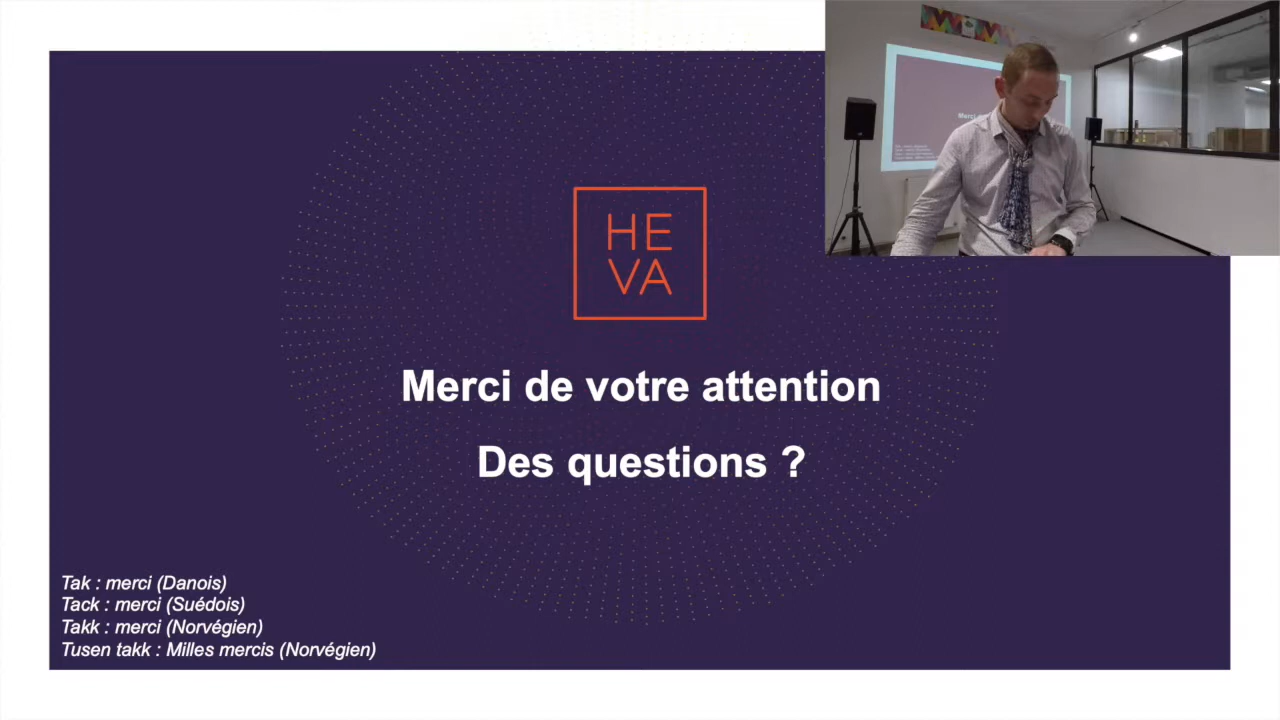 HE
VA
Merci de votre attention
Des questions ?
Tak : merci (Danois)
Tack : merci (Suédois)
Takk : merci (Norvégien)
Tusen takk : Milles mercis (Norvégien)